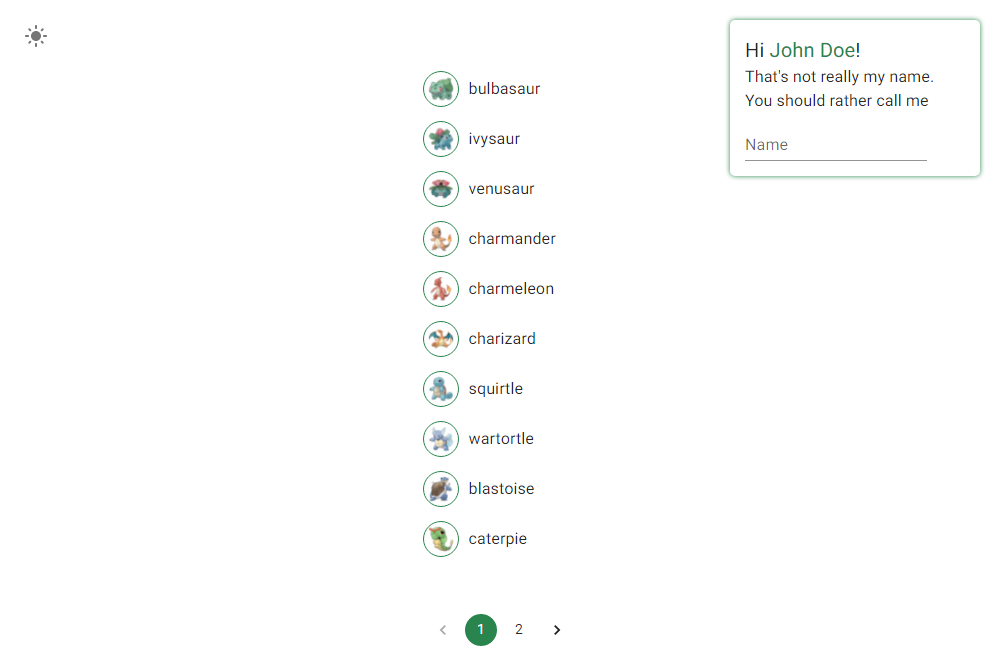 Hi John Doe!
That's not really my name.
You should rather call me
Name
bulbasaur
ivysaur
venusaur
charmander
charmeleon
charizard
squirtle
wartortle
blastoise
caterpie
1 2